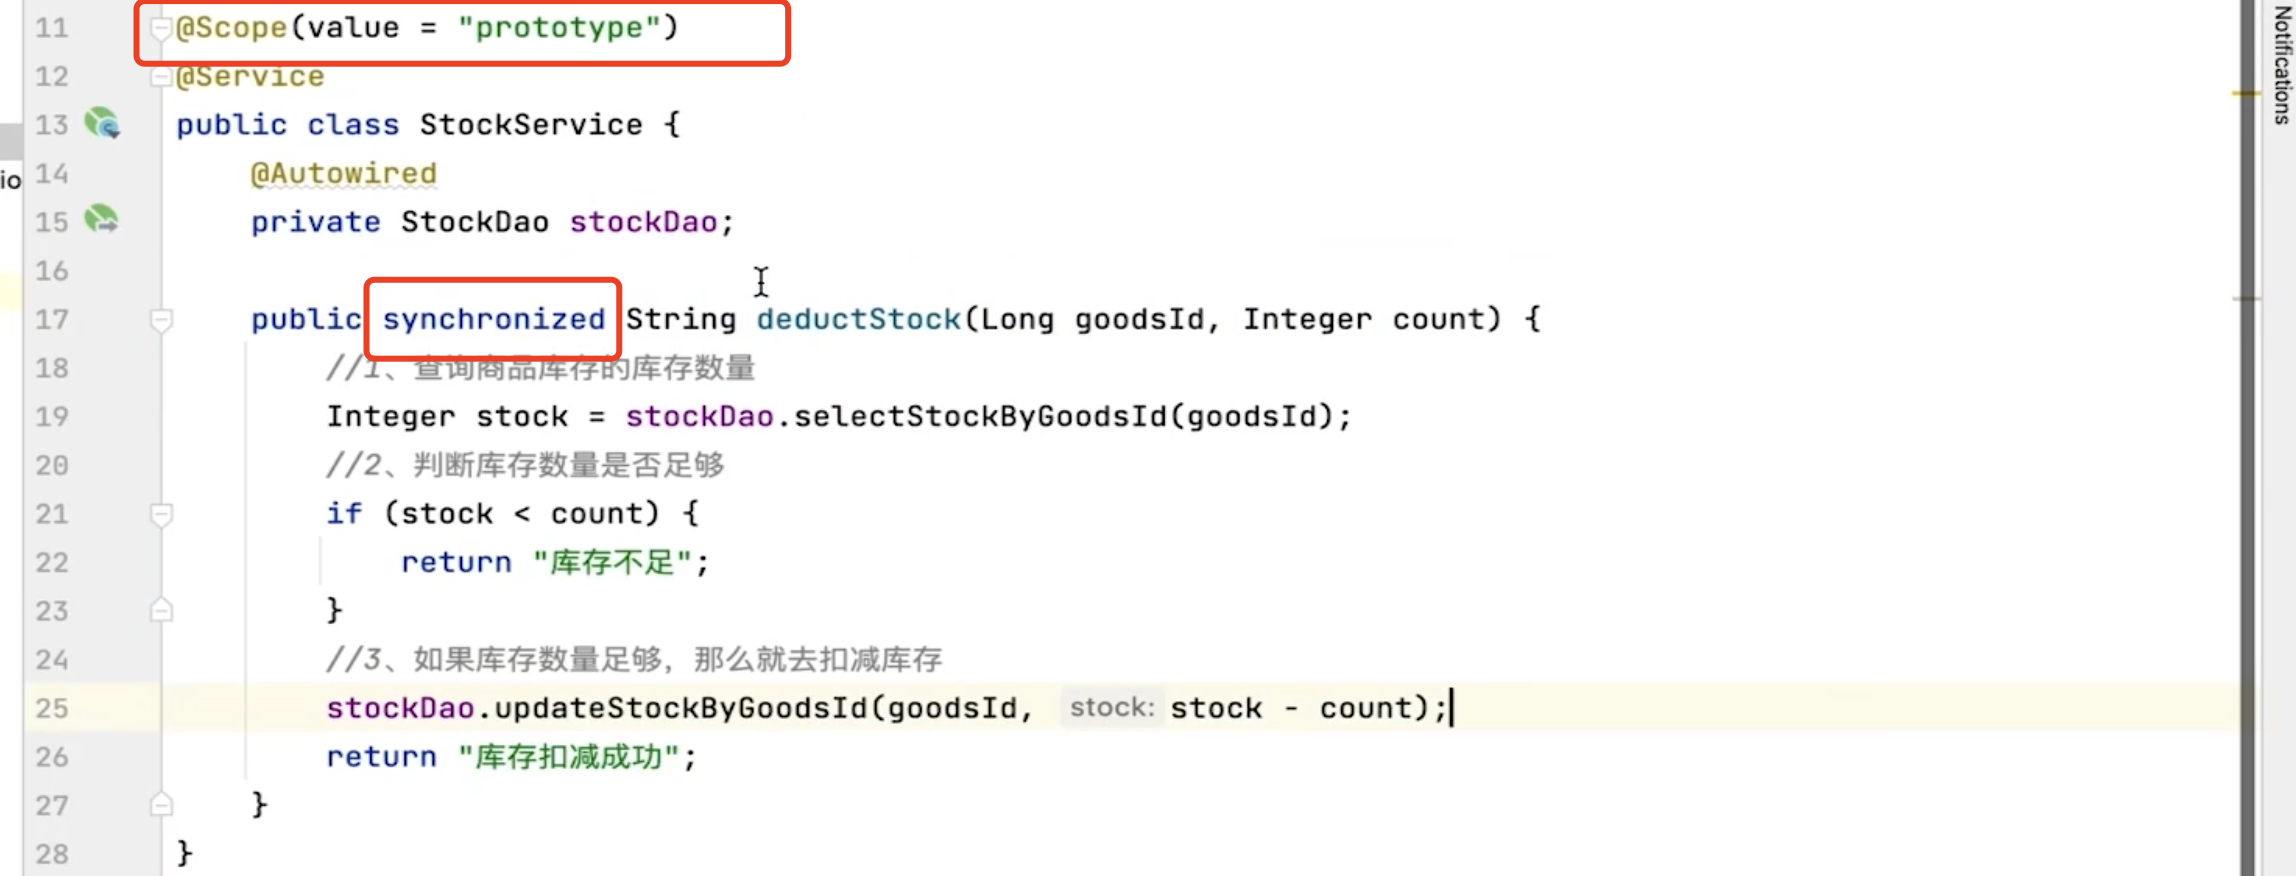 11 @Scope(value = "prototype")
12 @Service
13 public class StockService {
io 14 @Autowired
15 private StockDao stockDao;
16
17 public synchronized String deductStock(Long goodsId, Integer count) {
18 //1、查询商品库存的库存数量
19 Integer stock = stockDao.selectStockByGoodsId(goodsId);
20 //2、判断库存数量是否足够
21 if (stock < count) {
22 return "库存不足";
23 }
24 //3、如果库存数量足够，那么就去扣减库存
25 stockDao.updateStockByGoodsId(goodsId, stock: stock - count);
26 return "库存扣减成功";
27 }
28 }
Notifications